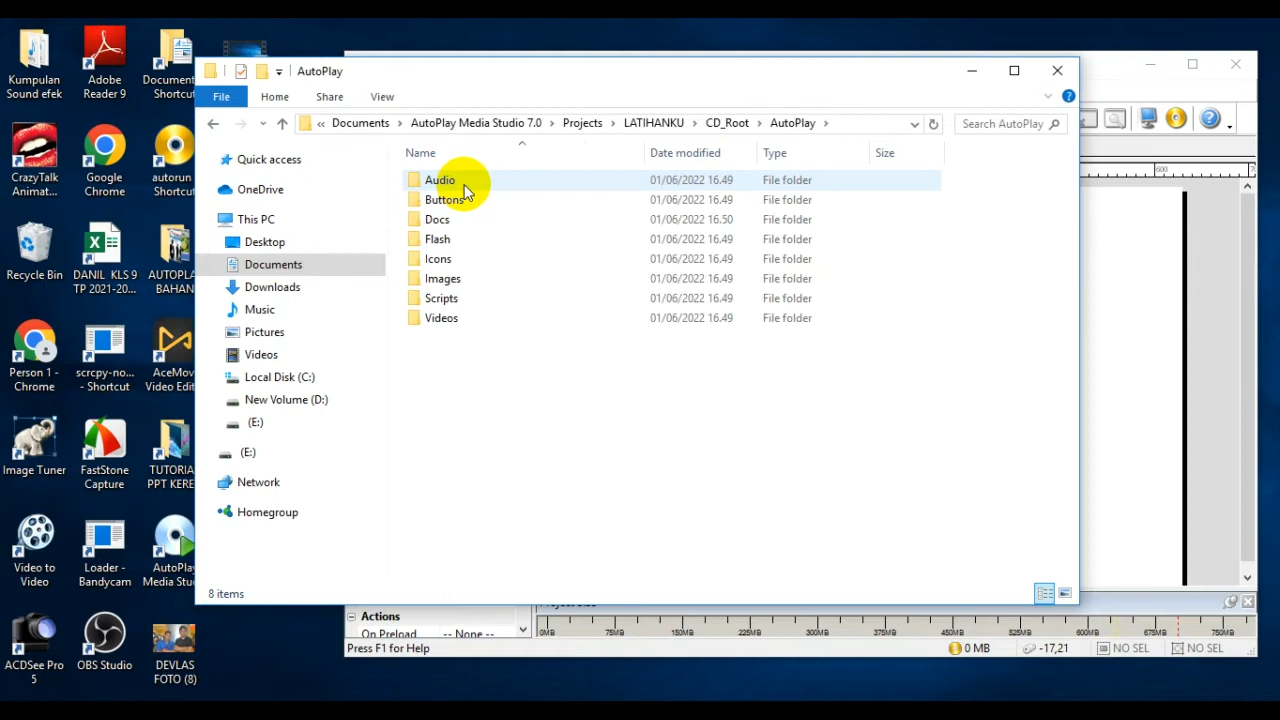 AutoPlay
File Home Share View
« Documents AutoPlay Media Studio 7.0 Projects LATIHANKU CD_Root AutoPlay
Search AutoPlay
Quick access
OneDrive
This PC
Desktop
Documents
Downloads
Music
Pictures
Videos
Local Disk (C:)
New Volume (D:)
(E:)
(E:)
Network
Homegroup
Name Date modified Type Size
Audio 01/06/2022 16.49 File folder
Buttons 01/06/2022 16.49 File folder
Docs 01/06/2022 16.50 File folder
Flash 01/06/2022 16.49 File folder
Icons 01/06/2022 16.49 File folder
Images 01/06/2022 16.49 File folder
Scripts 01/06/2022 16.49 File folder
Videos 01/06/2022 16.49 File folder
8 items
Kumpulan
Sound efek
Adobe
Reader 9
Document
Shortcut
CrazyTalk
Animat...
Google
Chrome
autorun
Shortcut
Recycle Bin
DANIL KLS 9
TP 2021-20...
AUTOPL
BAHAN
Person 1 -
Chrome
scrcpy-no...
- Shortcut
AceMov
Video Edit
Image Tuner
FastStone
Capture
TUTORIA
PPT KERE
Video to
Video
Loader -
Bandycam
AutoPlay
Media Stu
ACDSee Pro
5
OBS Studio
DEVLAS
FOTO (8)
600
Actions
On Preload -- None --
0MB 75MB 150MB 225MB 300MB 375MB 450MB 525MB 600MB 675MB 750MB
Press F1 for Help
0 MB -17,21 NO SEL NO SEL